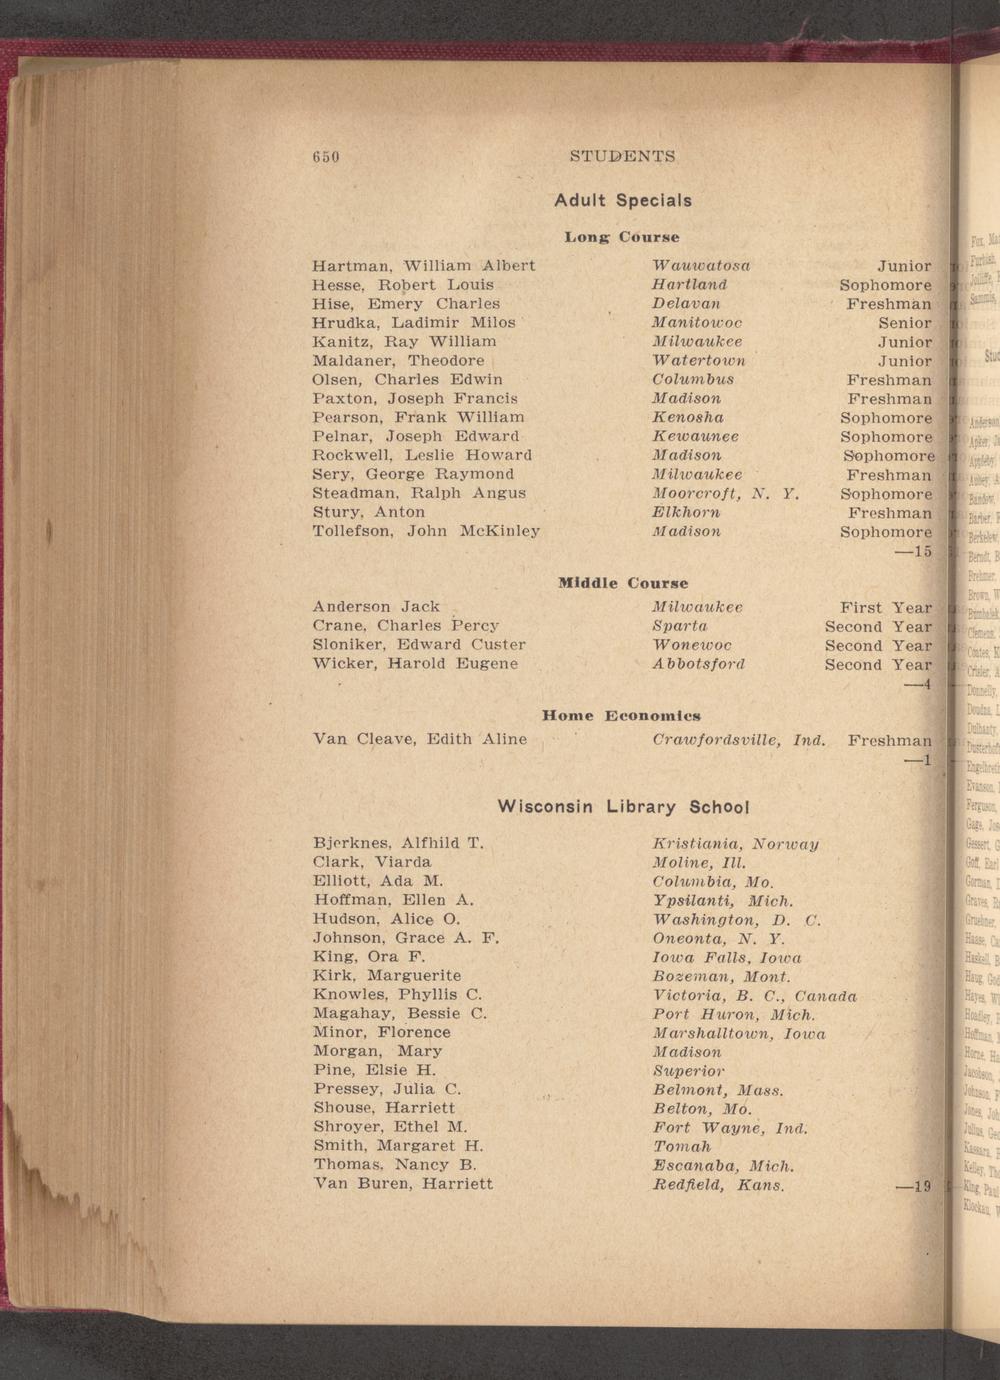 650 STUDENTS
Adult Specials
Long Course
Hartman, William Albert Wauwatosa Junior
Hesse, Robert Louis Hartland Sophomore
Hise, Emery Charles Delavan Freshman
Hrudka, Ladimir Milos Manitowoc Senior
Kanitz, Ray William Milwaukee Junior
Maldaner, Theodore Watertown Junior
Olsen, Charles Edwin Columbus Freshman
Paxton, Joseph Francis Madison Freshman
Pearson, Frank William Kenosha Sophomore
Pelnar, Joseph Edward Kewaunee Sophomore
Rockwell, Leslie Howard Madison Sophomore
Sery, George Raymond Milwaukee Freshman
Steadman, Ralph Angus Moorcroft, N. Y. Sophomore
Stury, Anton Elkhorn Freshman
Tollefson, John McKinley Madison Sophomore
—15
Middle Course
Anderson Jack Milwaukee First Year
Crane, Charles Percy Sparta Second Year
Sloniker, Edward Custer Wonewoc Second Year
Wicker, Harold Eugene Abbotsford Second Year
—4
Home Economics
Van Cleave, Edith Aline Crawfordsville, Ind. Freshman
—1
Wisconsin Library School
Bjerknes, Alfhild T. Kristiania, Norway
Clark, Viarda Moline, Ill.
Elliott, Ada M. Columbia, Mo.
Hoffman, Ellen A. Ypsilanti, Mich.
Hudson, Alice O. Washington, D. C.
Johnson, Grace A. F. Oneonta, N. Y.
King, Ora F. Iowa Falls, Iowa
Kirk, Marguerite Bozeman, Mont.
Knowles, Phyllis C. Victoria, B. C., Canada
Magahay, Bessie C. Port Huron, Mich.
Minor, Florence Marshalltown, Iowa
Morgan, Mary Madison
Pine, Elsie H. Superior
Pressey, Julia C. Belmont, Mass.
Shouse, Harriett Belton, Mo.
Shroyer, Ethel M. Fort Wayne, Ind.
Smith, Margaret H. Tomah
Thomas, Nancy B. Escanaba, Mich.
Van Buren, Harriett Redfield, Kans. —19